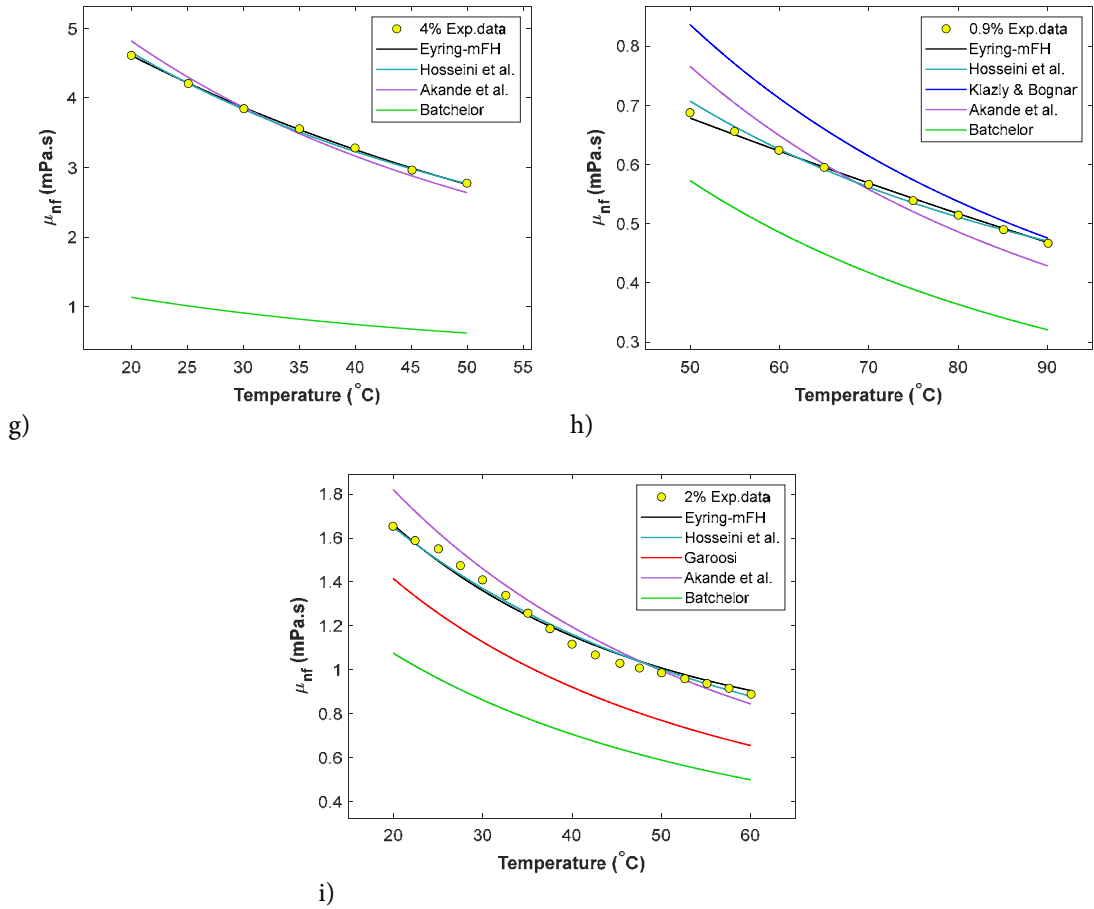 5
4
3
2
1
μnf (mPa.s)
4% Exp.data
Eyring-mFH
Hosseini et al.
Akande et al.
Batchelor
20 25 30 35 40 45 50 55
Temperature (°C)
g)
0.8
0.7
0.6
0.5
0.4
0.3
μnf (mPa.s)
0.9% Exp.data
Eyring-mFH
Hosseini et al.
Klazly & Bognar
Akande et al.
Batchelor
50 60 70 80 90
Temperature (°C)
h)
1.8
1.6
1.4
1.2
1
0.8
0.6
0.4
μnf (mPa.s)
2% Exp.data
Eyring-mFH
Hosseini et al.
Garoosi
Akande et al.
Batchelor
20 30 40 50 60
Temperature (°C)
i)